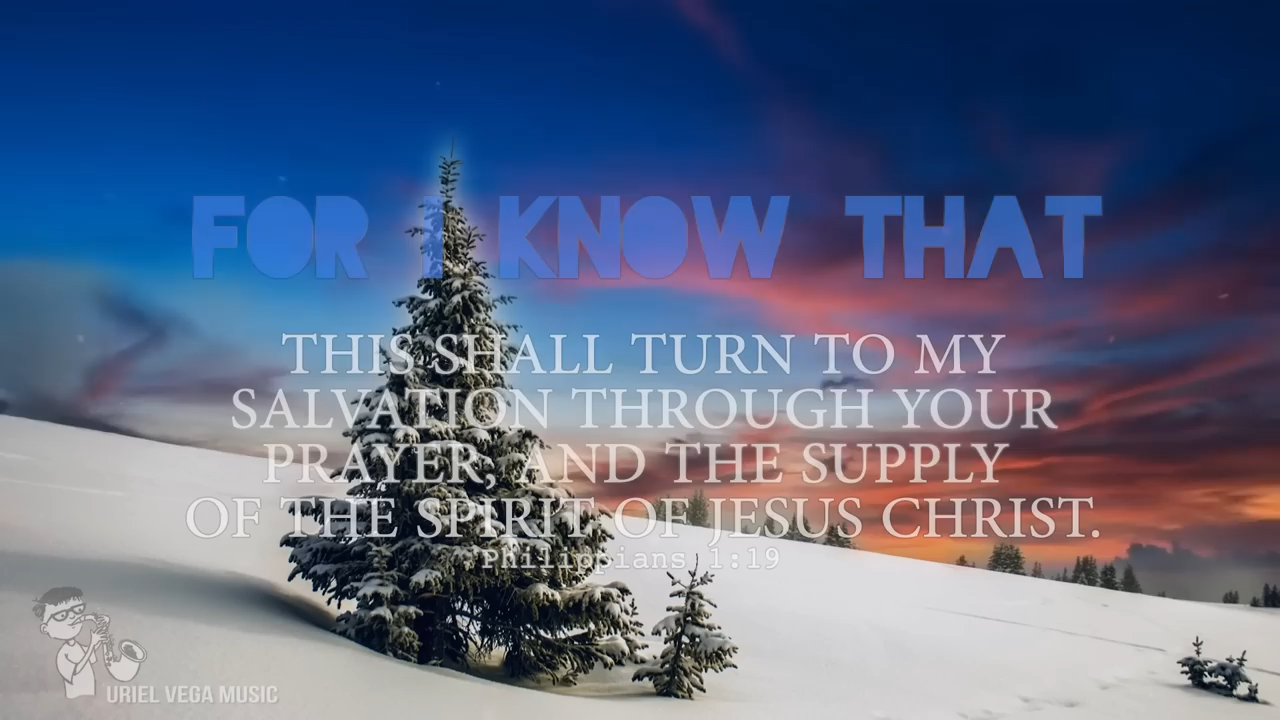 FOR I KNOW THAT
THIS SHALL TURN TO MY
SALVATION THROUGH YOUR
PRAYER, AND THE SUPPLY
OF THE SPIRIT OF JESUS CHRIST.
Philippians 1:19
URIEL VEGA MUSIC